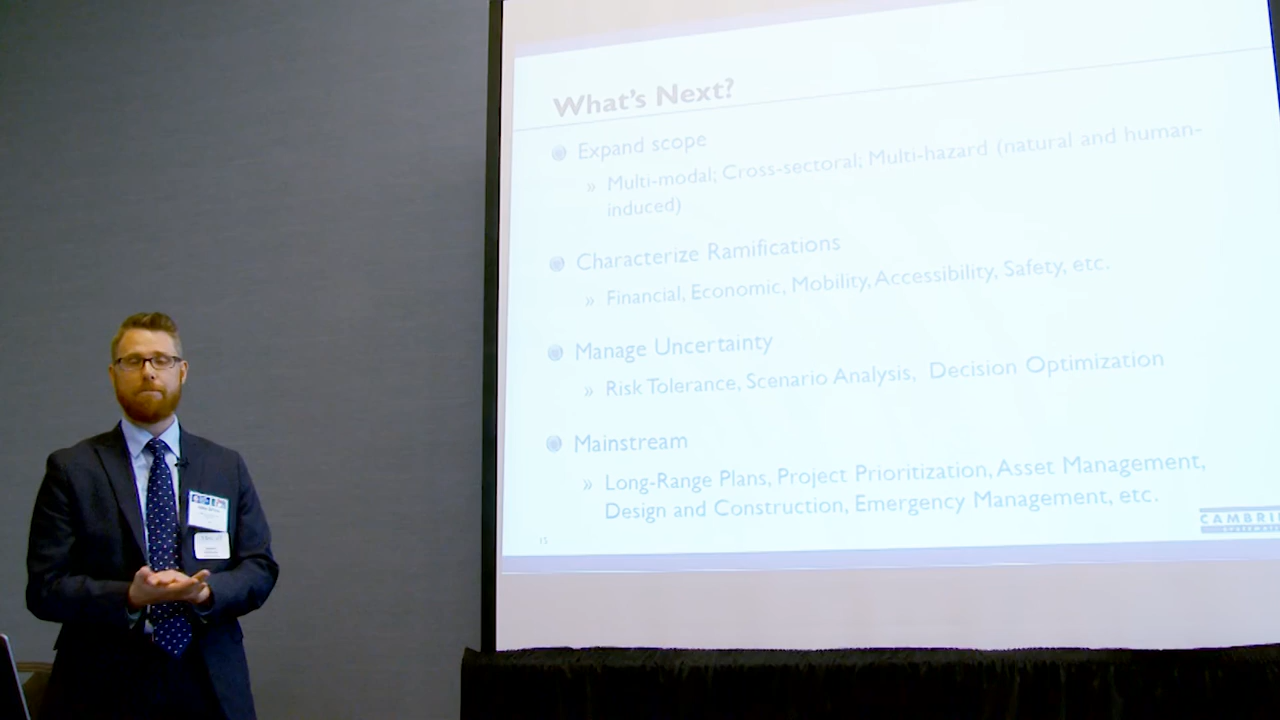 What's Next?
Expand scope
» Multi-modal; Cross-sectoral; Multi-hazard (natural and human-
induced)
Characterize Ramifications
» Financial, Economic, Mobility, Accessibility, Safety, etc.
Manage Uncertainty
» Risk Tolerance, Scenario Analysis, Decision Optimization
Mainstream
» Long-Range Plans, Project Prioritization, Asset Management,
Design and Construction, Emergency Management, etc.
15
CAMBRI